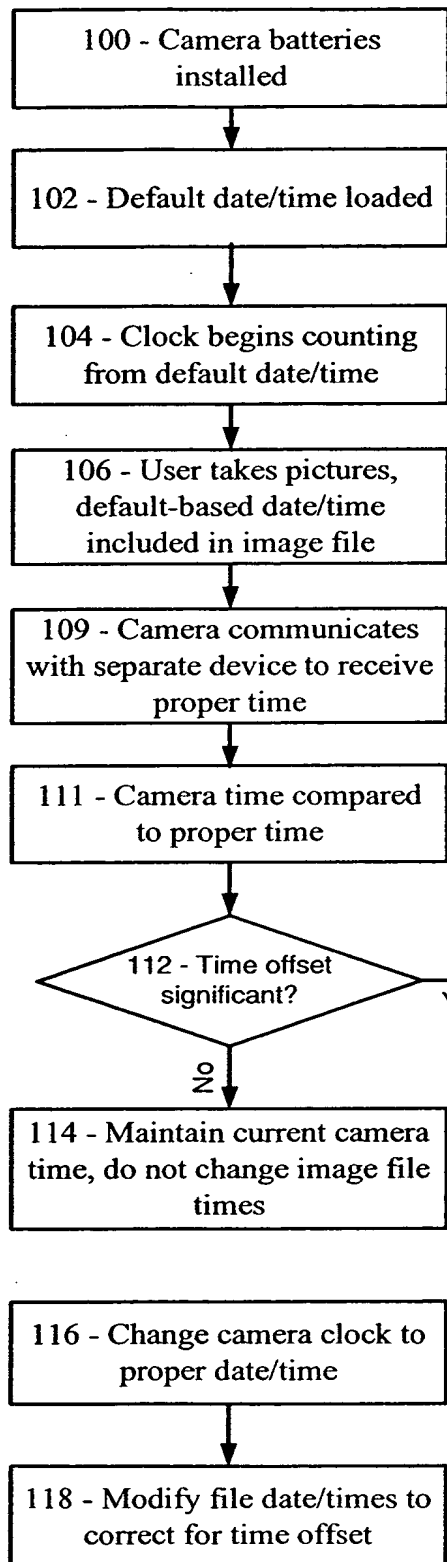 100 - Camera batteries
installed
102 - Default date/time loaded
104 - Clock begins counting
from default date/time
106 - User takes pictures,
default-based date/time
included in image file
109 - Camera communicates
with separate device to receive
proper time
111 - Camera time compared
to proper time
112 - Time offset
significant?
No
114 - Maintain current camera
time, do not change image file
times
116 - Change camera clock to
proper date/time
118 - Modify file date/times to
correct for time offset